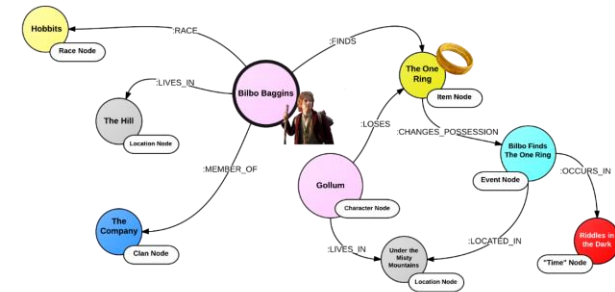 Hobbits
Race Node
:RACE
:FINDS
Bilbo Baggins
The One
Ring
Item Node
:LIVES_IN
The Hill
Location Node
:LOSES
:CHANGES_POSSESSION
Bilbo Finds
The One Ring
Event Node
:MEMBER_OF
Gollum
Character Node
:OCCURS_IN
The
Company
Clan Node
:LIVES_IN
:LOCATED_IN
Under the
Misty
Mountains
Location Node
Riddles in
the Dark
"Time" Node